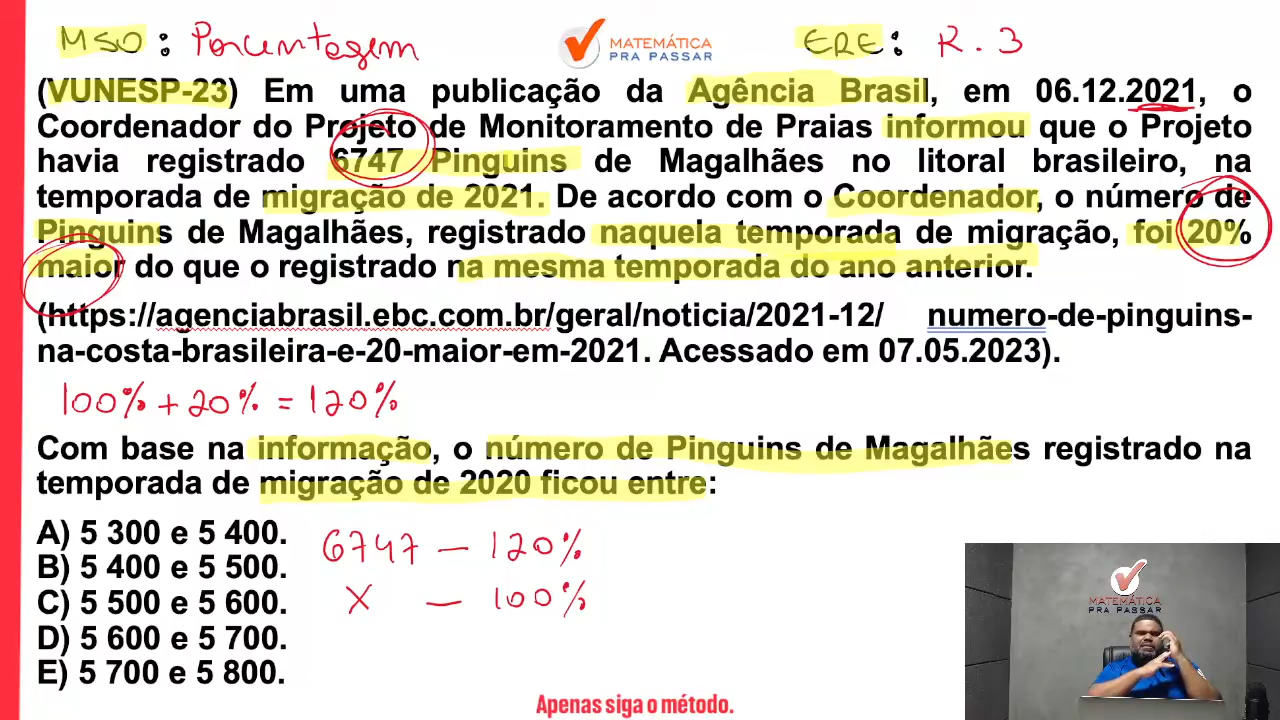 MSO : Porcentagem
MATEMÁTICA
PRA PASSAR
ERE : R. 3
(VUNESP-23) Em uma publicação da Agência Brasil, em 06.12.2021, o
Coordenador do Projeto de Monitoramento de Praias informou que o Projeto
havia registrado 6747 Pinguins de Magalhães no litoral brasileiro, na
temporada de migração de 2021. De acordo com o Coordenador, o número de
Pinguins de Magalhães, registrado naquela temporada de migração, foi 20%
maior do que o registrado na mesma temporada do ano anterior.
(https://agenciabrasil.ebc.com.br/geral/noticia/2021-12/ numero-de-pinguins-
na-costa-brasileira-e-20-maior-em-2021. Acessado em 07.05.2023).
100% + 20% = 120%
Com base na informação, o número de Pinguins de Magalhães registrado na
temporada de migração de 2020 ficou entre:
A) 5 300 e 5 400.
B) 5 400 e 5 500.
C) 5 500 e 5 600.
D) 5 600 e 5 700.
E) 5 700 e 5 800.
6747 — 120%
X — 100%
MATEMÁTICA
PRA PASSAR
Apenas siga o método.